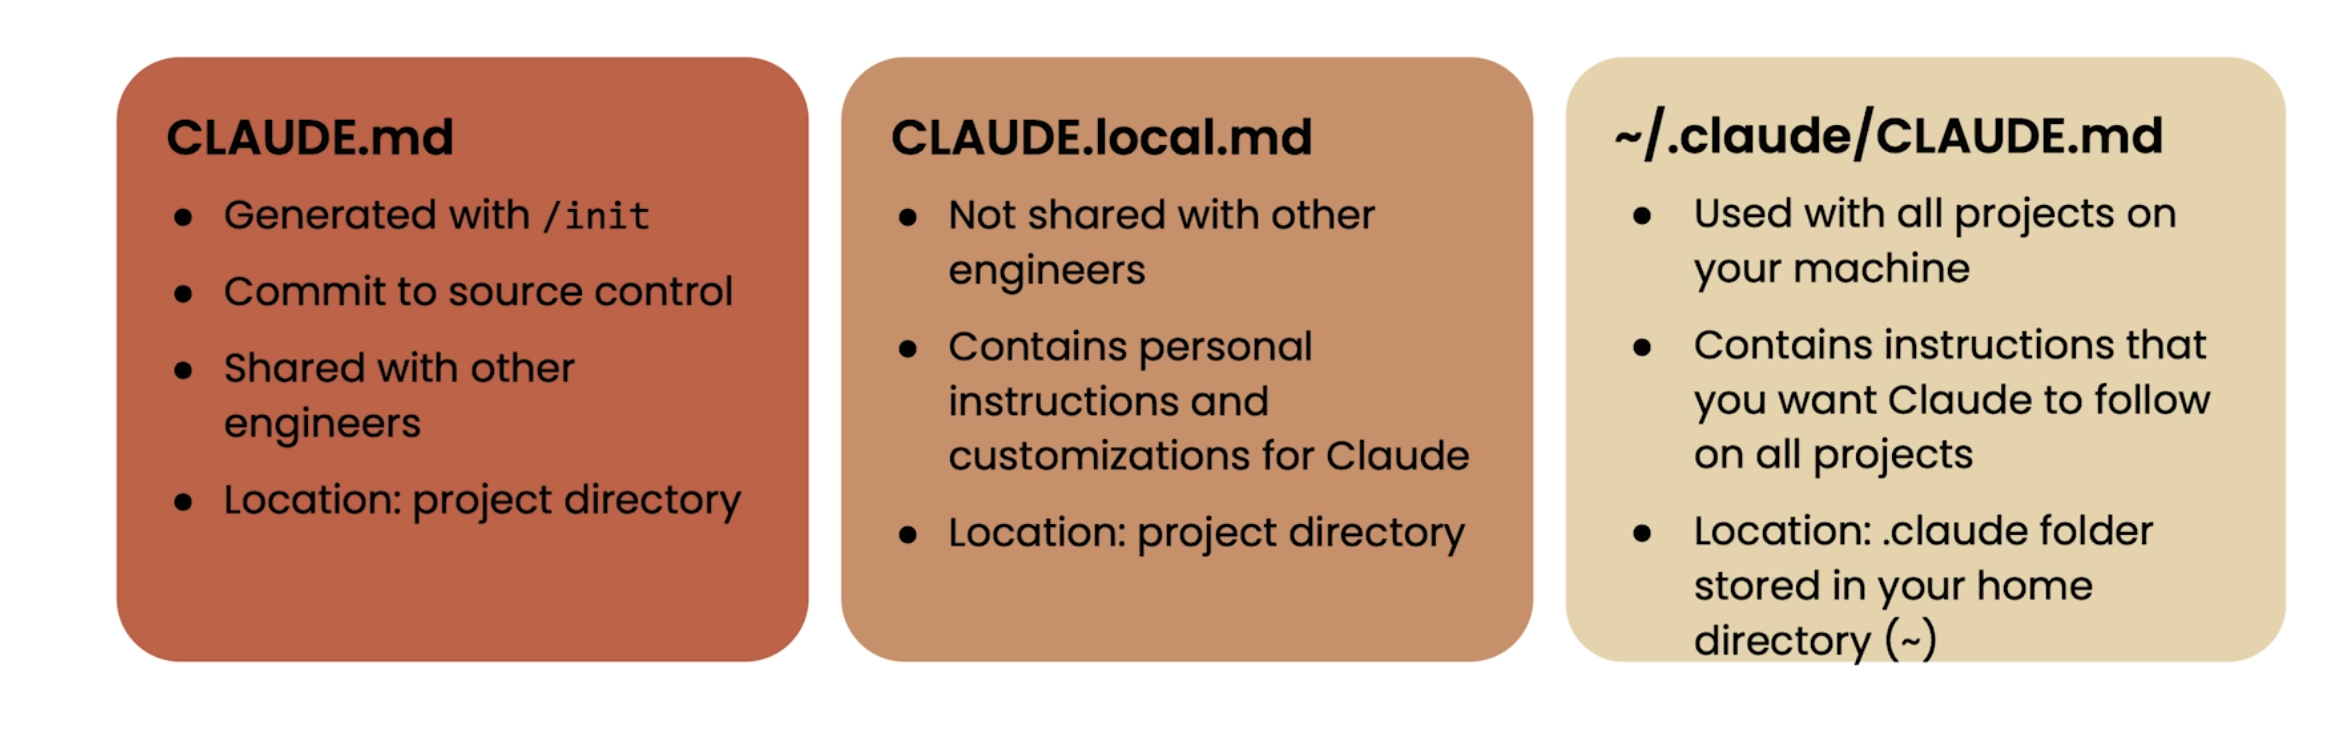 CLAUDE.md
● Generated with /init
● Commit to source control
● Shared with other
engineers
● Location: project directory
CLAUDE.local.md
● Not shared with other
engineers
● Contains personal
instructions and
customizations for Claude
● Location: project directory
~/.claude/CLAUDE.md
● Used with all projects on
your machine
● Contains instructions that
you want Claude to follow
on all projects
● Location: .claude folder
stored in your home
directory (~)